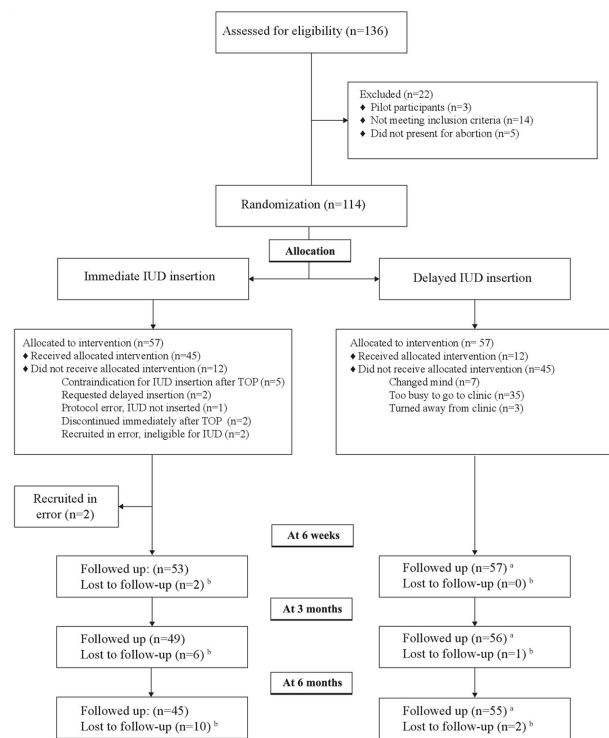 Assessed for eligibility (n=136)
Excluded (n=22)
♦ Pilot participants (n=3)
♦ Not meeting inclusion criteria (n=14)
♦ Did not present for abortion (n=5)
Randomization (n=114)
Allocation
Immediate IUD insertion
Delayed IUD insertion
Allocated to intervention (n=57)
♦ Received allocated intervention (n=45)
♦ Did not receive allocated intervention (n=12)
Contraindication for IUD insertion after TOP (n=5)
Requested delayed insertion (n=2)
Protocol error, IUD not inserted (n=1)
Discontinued immediately after TOP (n=2)
Recruited in error, ineligible for IUD (n=2)
Allocated to intervention (n= 57)
♦ Received allocated intervention (n=12)
♦ Did not receive allocated intervention (n=45)
Changed mind (n=7)
Too busy to go to clinic (n=35)
Turned away from clinic (n=3)
Recruited in
error (n=2)
At 6 weeks
Followed up: (n=53)
Lost to follow-up (n=2) b
Followed up (n=57) a
Lost to follow-up (n=0) b
At 3 months
Followed up (n=49)
Lost to follow-up (n=6) b
Followed up (n=56) a
Lost to follow-up (n=1) b
At 6 months
Followed up: (n=45)
Lost to follow-up (n=10) b
Followed up (n=55) a
Lost to follow-up (n=2) b